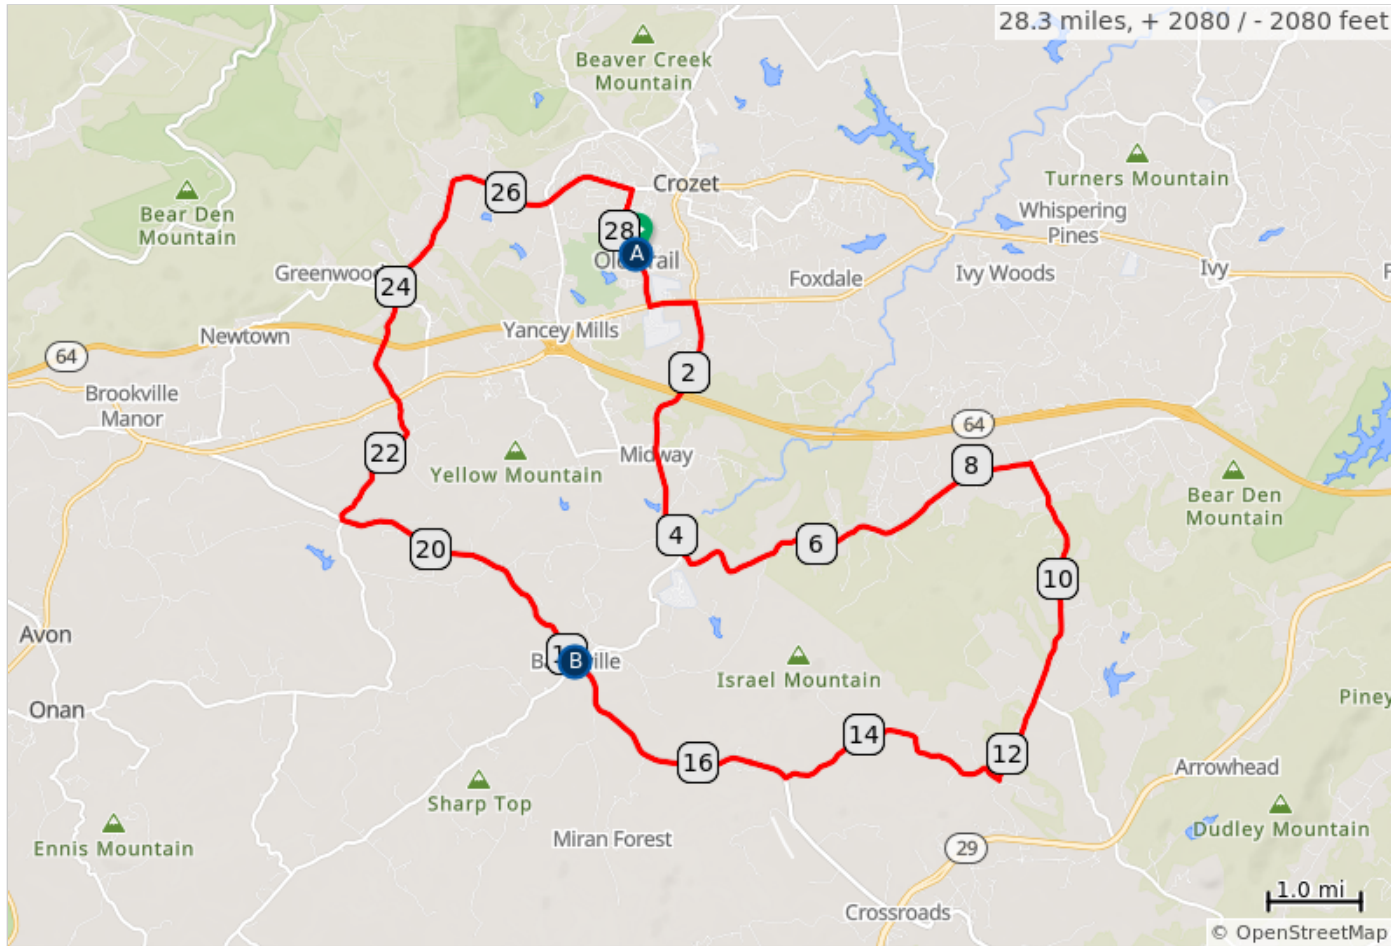 28.3 miles, + 2080 / - 2080 feet
Beaver Creek
Mountain
Turners Mountain
Crozet
26
Bear Den
Mountain
Whispering
Pines
28
A
Greenwood
24
Foxdale
Ivy Woods
Ivy
Newtown
Yancey Mills
64
2
Brookville
Manor
64
22
Midway
8
Yellow Mountain
Bear Den
Mountain
4
6
20
10
Avon
B
Israel Mountain
Piney
Onan
14
12
16
Arrowhead
Sharp Top
Dudley Mountain
Miran Forest
Ennis Mountain
29
1.0 mi
Crossroads
© OpenStreetMap